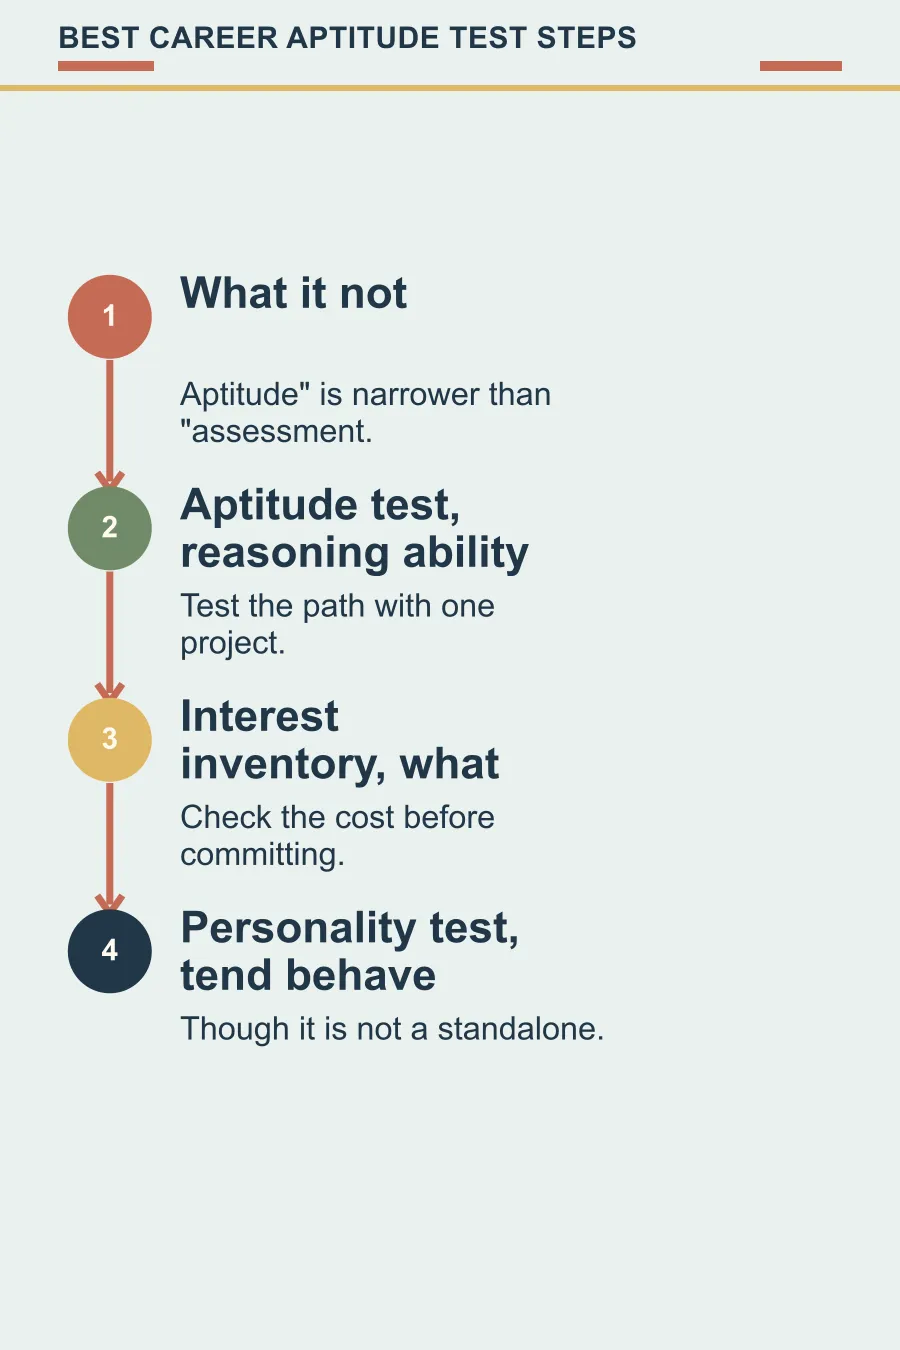 BEST CAREER APTITUDE TEST STEPS
1
What it not
Aptitude" is narrower than
"assessment.
2
Aptitude test,
reasoning ability
Test the path with one
project.
3
Interest
inventory, what
Check the cost before
committing.
4
Personality test,
tend behave
Though it is not a standalone.